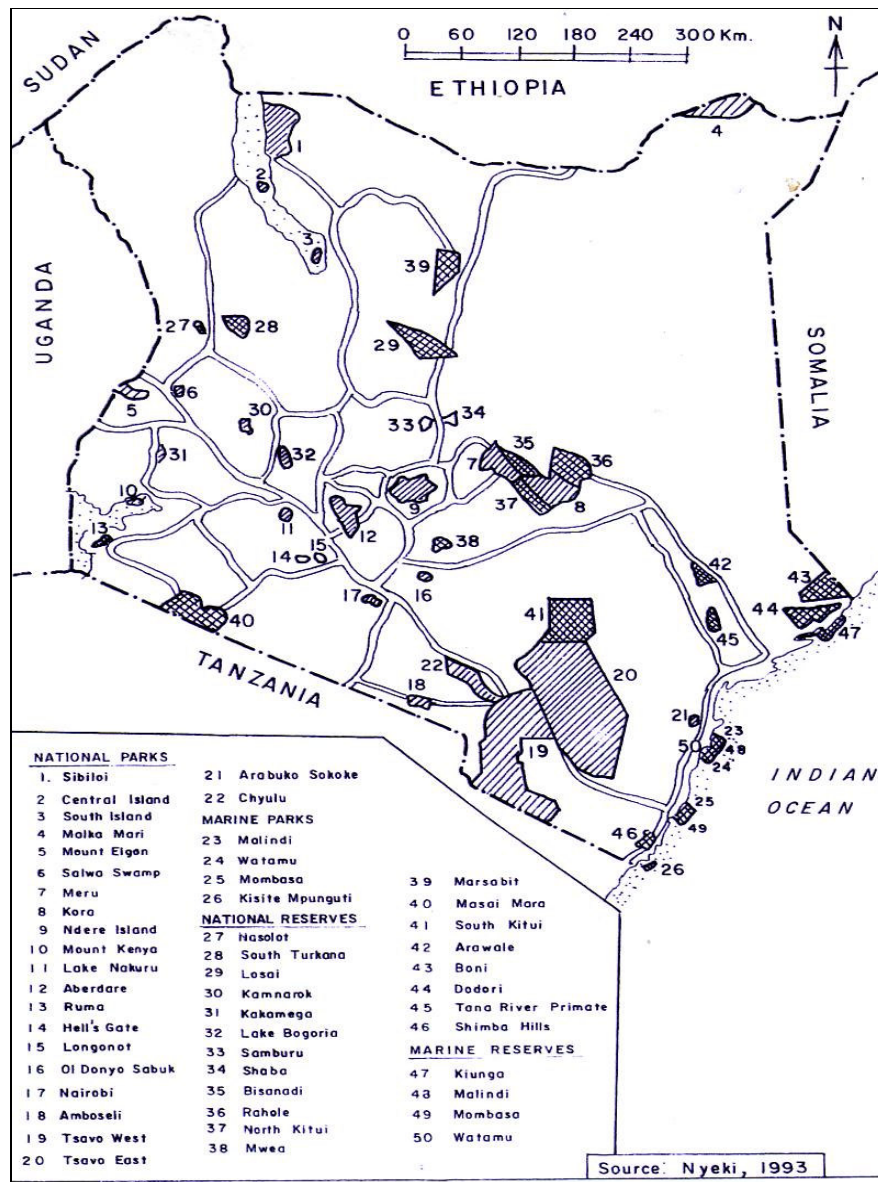 SUDAN
0 60 120 180 240 300 Km.
N
ETHIOPIA
4
1
2
3
39
UGANDA
27
28
29
SOMALIA
5
6
30
33
34
31
32
7
35
36
10
9
37
8
13
11
12
14
15
38
16
42
43
17
40
41
44
45
47
TANZANIA
22
18
20
21
19
50
23
48
24
INDIAN
OCEAN
25
49
46
26
NATIONAL PARKS
1. Sibiloi
2 Central Island
3 South Island
4 Malka Mari
5 Mount Elgon
6 Saiwa Swamp
7 Meru
8 Kora
9 Ndere Island
10 Mount Kenya
11 Lake Nakuru
12 Aberdare
13 Ruma
14 Hell's Gate
15 Longonot
16 Ol Donyo Sabuk
17 Nairobi
18 Amboseli
19 Tsavo West
20 Tsavo East
21 Arabuko Sokoke
22 Chyulu
MARINE PARKS
23 Malindi
24 Watamu
25 Mombasa
26 Kisite Mpunguti
NATIONAL RESERVES
27 Nasolot
28 South Turkana
29 Losai
30 Kamnarok
31 Kakamega
32 Lake Bogoria
33 Samburu
34 Shaba
35 Bisanadi
36 Rahole
37 North Kitui
38 Mwea
39 Marsabit
40 Masai Mara
41 South Kitui
42 Arawale
43 Boni
44 Dodori
45 Tana River Primate
46 Shimba Hills
MARINE RESERVES
47 Kiunga
48 Malindi
49 Mombasa
50 Watamu
Source: Nyeki, 1993